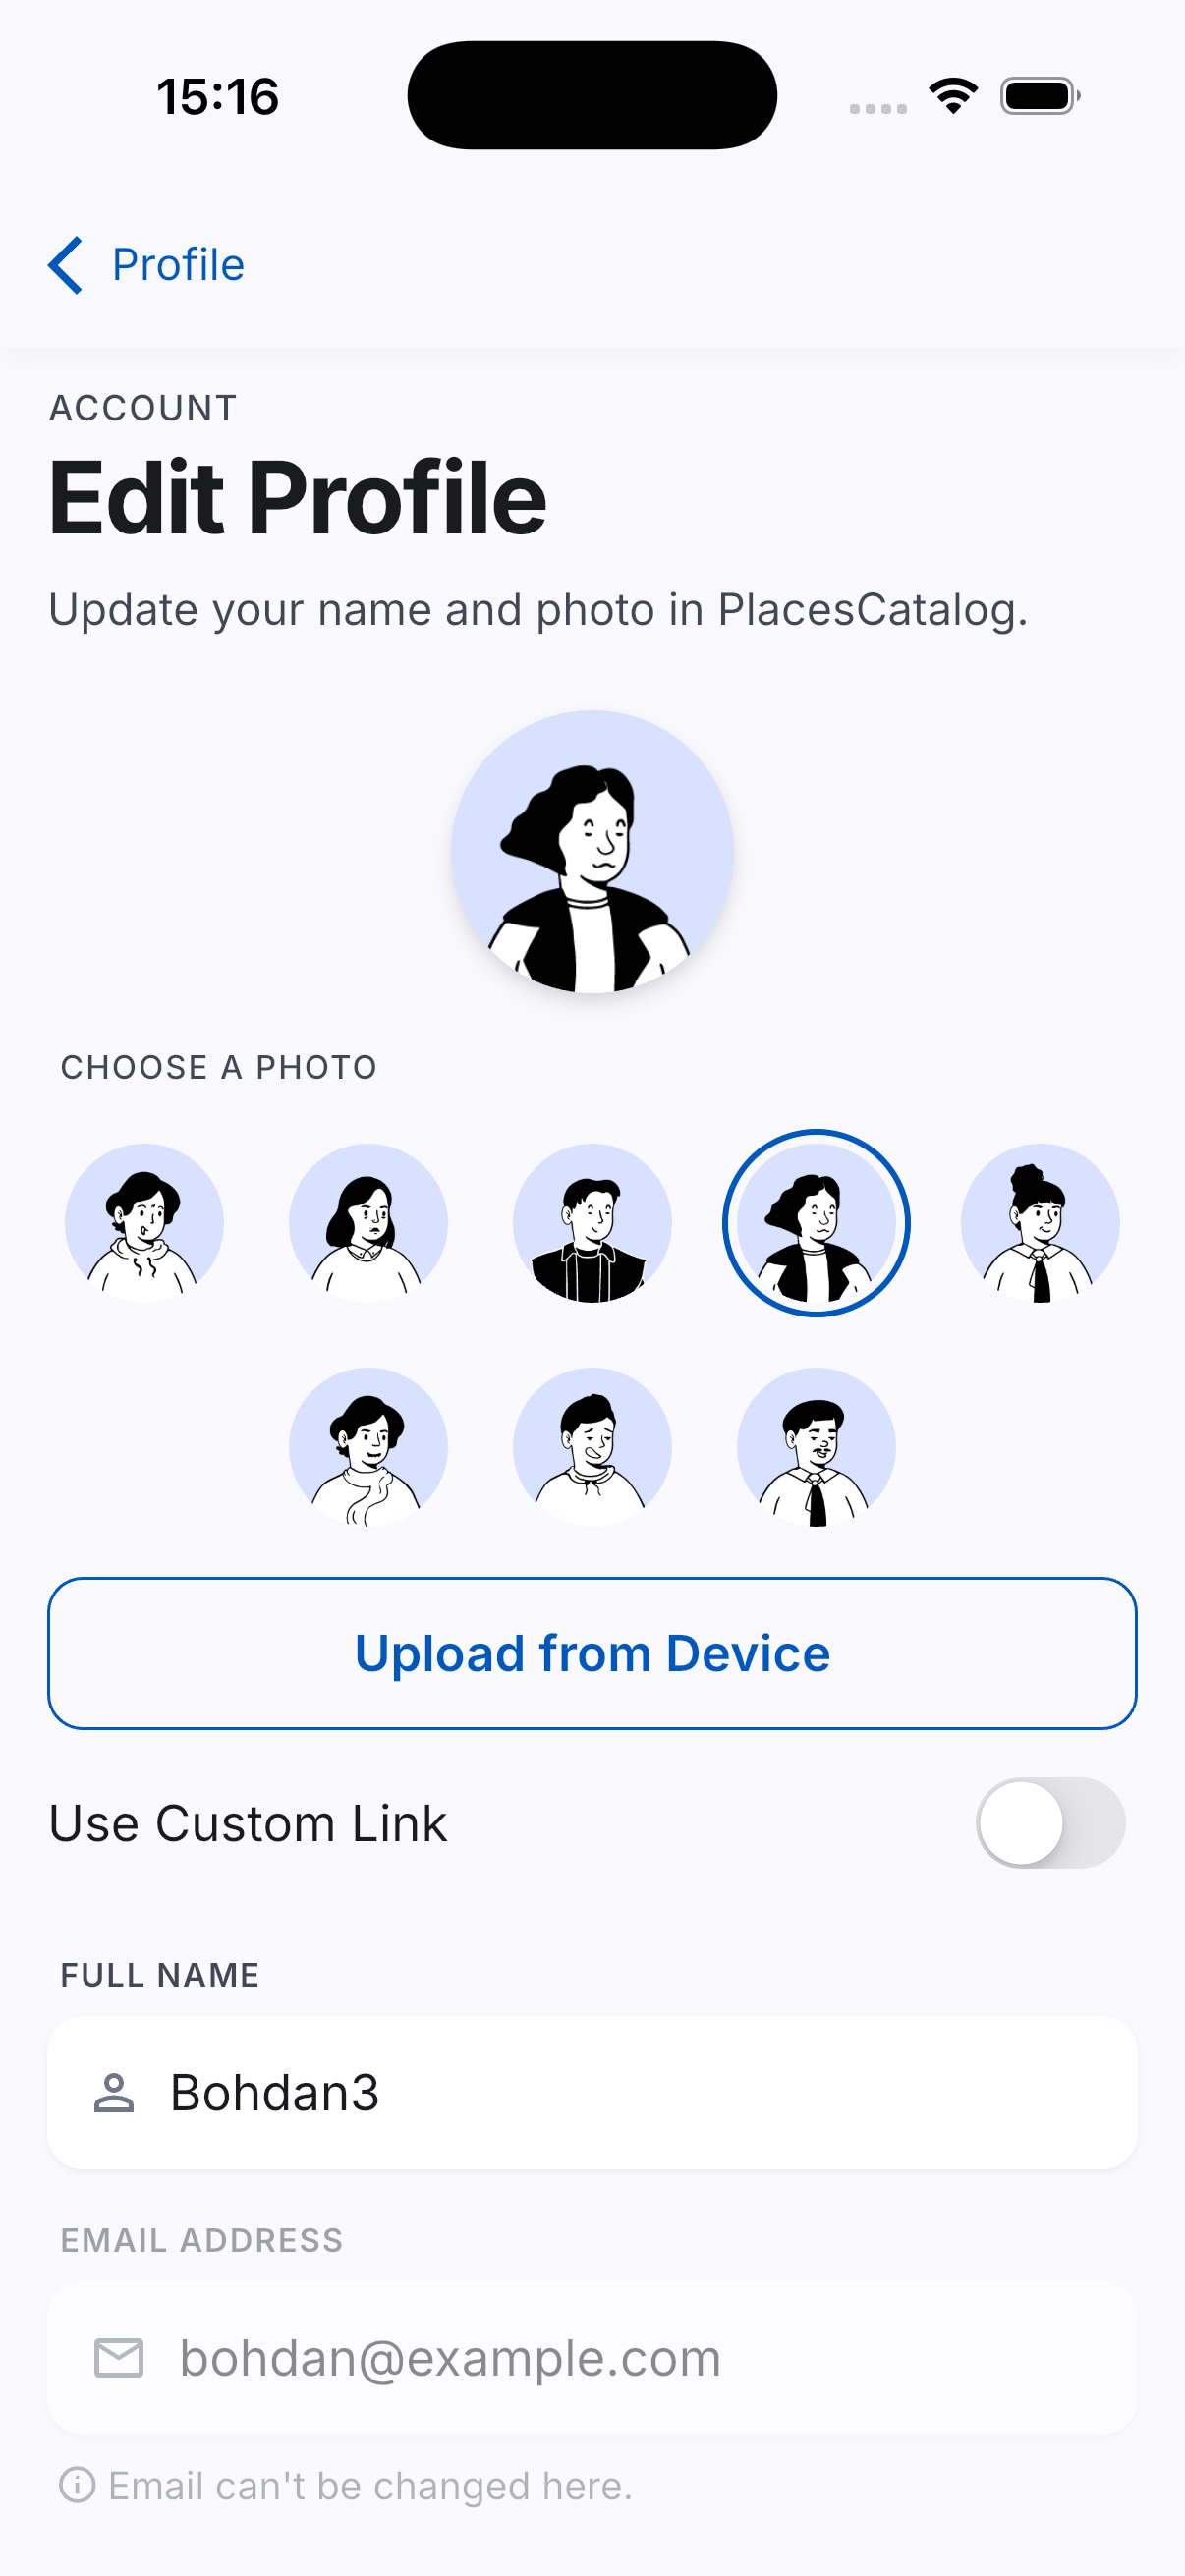 15:16
Profile
ACCOUNT
Edit Profile
Update your name and photo in PlacesCatalog.
CHOOSE A PHOTO
Upload from Device
Use Custom Link
FULL NAME
Bohdan3
EMAIL ADDRESS
bohdan@example.com
Email can't be changed here.